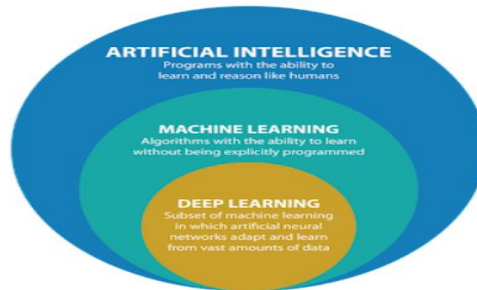 ARTIFICIAL INTELLIGENCE
Programs with the ability to
learn and reason like humans
MACHINE LEARNING
Algorithms with the ability to learn
without being explicitly programmed
DEEP LEARNING
Subset of machine learning
in which artificial neural
networks adapt and learn
from vast amounts of data